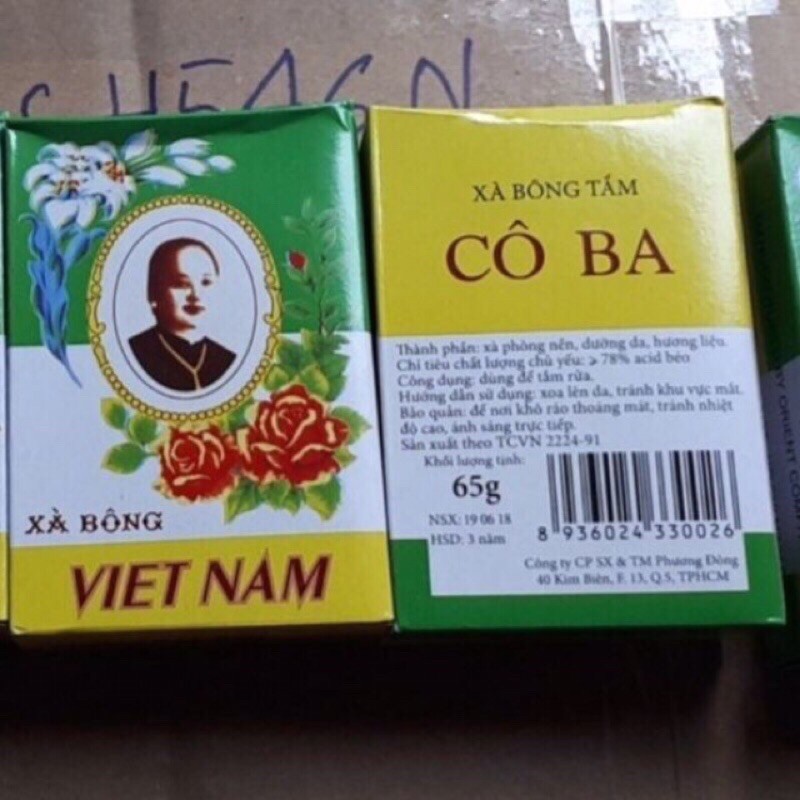 XÀ BÔNG
VIET NAM
XÀ BÔNG TẮM
CÔ BA
Thành phần: xà phòng nền, dưỡng da, hương liệu.
Chỉ tiêu chất lượng chủ yếu: ⩾ 78% acid béo
Công dụng: dùng để tắm rửa.
Hướng dẫn sử dụng: xoa lên da, tránh khu vực mắt.
Bảo quản: để nơi khô ráo thoáng mát, tránh nhiệt
độ cao, ánh sáng trực tiếp.
Sản xuất theo TCVN 2224-91
Khối lượng tịnh:
65g
NSX: 19 06 18
HSD: 3 năm
8 936024 330026
Công ty CP SX & TM Phương Đông
40 Kim Biên, F. 13, Q.5, TPHCM
ORIENT